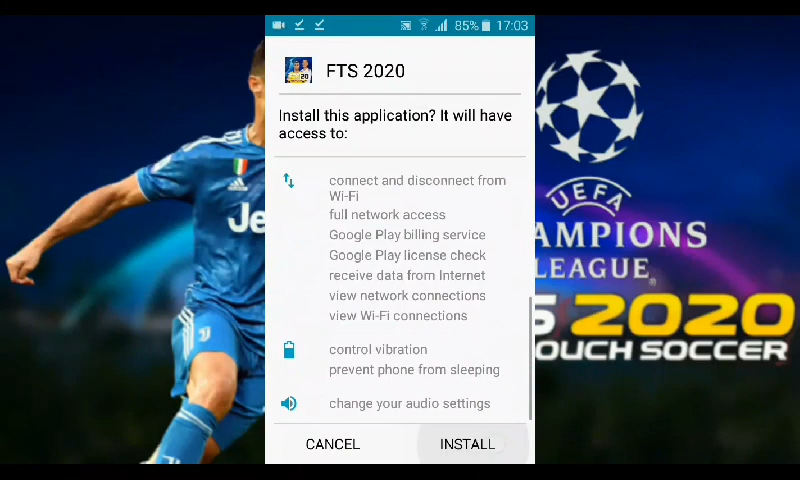 85% 17:03
FTS 2020
Install this application? It will have
access to:
connect and disconnect from
Wi-Fi
full network access
Google Play billing service
Google Play license check
receive data from Internet
view network connections
view Wi-Fi connections
control vibration
prevent phone from sleeping
change your audio settings
CANCEL INSTALL
Je
UEFA
AMPIONS
LEAGUE
S 2020
OUCH SOCCER